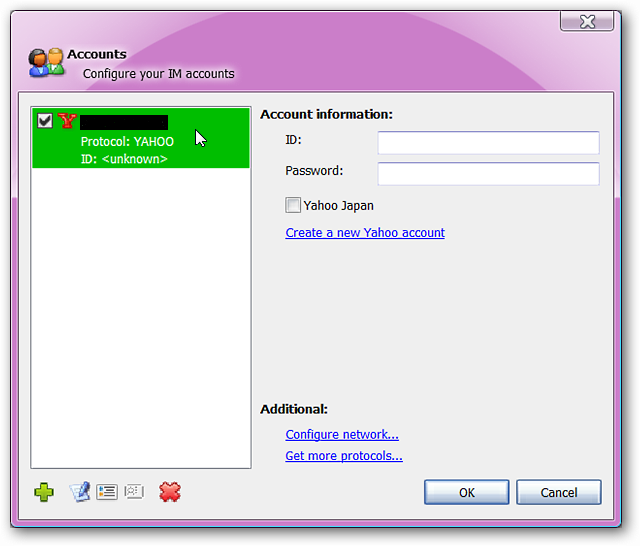 Accounts
Configure your IM accounts
Protocol: YAHOO
ID: <unknown>
Account information:
ID:
Password:
Yahoo Japan
Create a new Yahoo account
Additional:
Configure network...
Get more protocols...
OK
Cancel